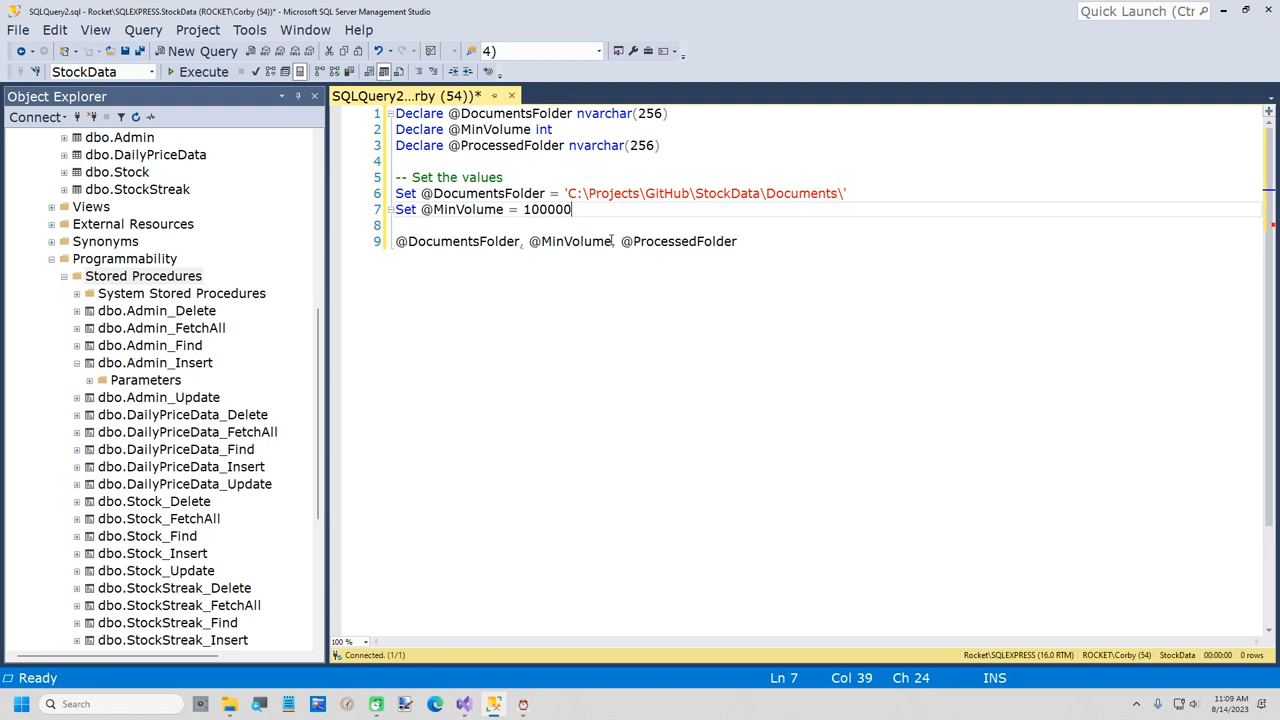 SQLQuery2.sql - Rocket\SQLEXPRESS.StockData (ROCKET\Corby (54))* - Microsoft SQL Server Management Studio
Quick Launch (Ctr
File Edit View Query Project Tools Window Help
New Query
4)
StockData
Execute
Object Explorer
SQLQuery2...rby (54))*
Connect
dbo.Admin
dbo.DailyPriceData
dbo.Stock
dbo.StockStreak
Views
External Resources
Synonyms
Programmability
Stored Procedures
System Stored Procedures
dbo.Admin_Delete
dbo.Admin_FetchAll
dbo.Admin_Find
dbo.Admin_Insert
Parameters
dbo.Admin_Update
dbo.DailyPriceData_Delete
dbo.DailyPriceData_FetchAll
dbo.DailyPriceData_Find
dbo.DailyPriceData_Insert
dbo.DailyPriceData_Update
dbo.Stock_Delete
dbo.Stock_FetchAll
dbo.Stock_Find
dbo.Stock_Insert
dbo.Stock_Update
dbo.StockStreak_Delete
dbo.StockStreak_FetchAll
dbo.StockStreak_Find
dbo.StockStreak_Insert
1 Declare @DocumentsFolder nvarchar(256)
2 Declare @MinVolume int
3 Declare @ProcessedFolder nvarchar(256)
4
5 -- Set the values
6 Set @DocumentsFolder = 'C:\Projects\GitHub\StockData\Documents\'
7 Set @MinVolume = 100000
8
9 @DocumentsFolder, @MinVolume, @ProcessedFolder
100 %
Connected. (1/1)
Rocket\SQLEXPRESS (16.0 RTM) ROCKET\Corby (54) StockData 00:00:00 0 rows
Ready
Ln 7 Col 39 Ch 24 INS
Search
11:09 AM
8/14/2023